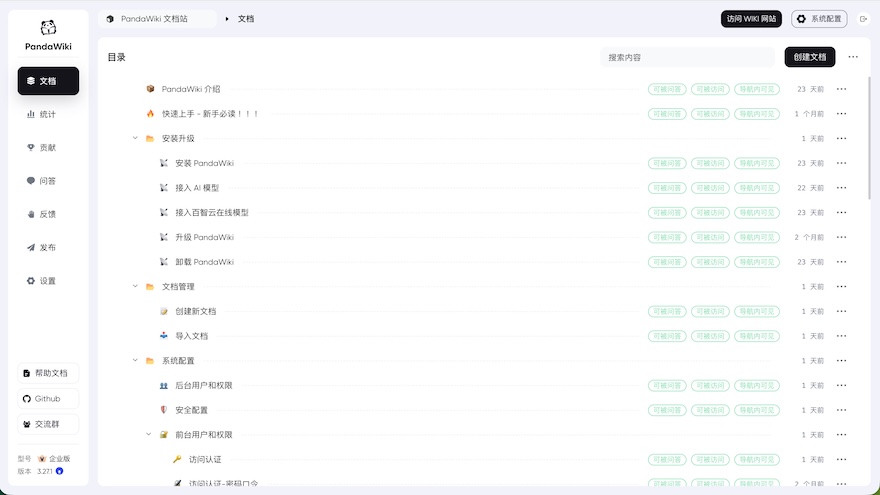 PandaWiki
PandaWiki 文档站
文档
访问 WIKI 网站
系统配置
文档
统计
贡献
问答
反馈
发布
设置
帮助文档
Github
交流群
型号 企业版
版本 3.27.1
目录
搜索内容
创建文档
PandaWiki 介绍 可被问答 可被访问 导航内可见 23 天前
快速上手 - 新手必读！！！ 可被问答 可被访问 导航内可见 1 个月前
安装升级 1 天前
安装 PandaWiki 可被问答 可被访问 导航内可见 23 天前
接入 AI 模型 可被问答 可被访问 导航内可见 22 天前
接入百智云在线模型 可被问答 可被访问 导航内可见 23 天前
升级 PandaWiki 可被问答 可被访问 导航内可见 2 个月前
卸载 PandaWiki 可被问答 可被访问 导航内可见 23 天前
文档管理 1 天前
创建新文档 可被问答 可被访问 导航内可见 1 天前
导入文档 可被问答 可被访问 导航内可见 1 天前
系统配置 1 天前
后台用户和权限 可被问答 可被访问 导航内可见 1 天前
安全配置 可被问答 可被访问 导航内可见 1 天前
前台用户和权限 1 天前
访问认证 可被问答 可被访问 导航内可见 1 天前
访问认证-密码口令 可被问答 可被访问 导航内可见 2 个月前